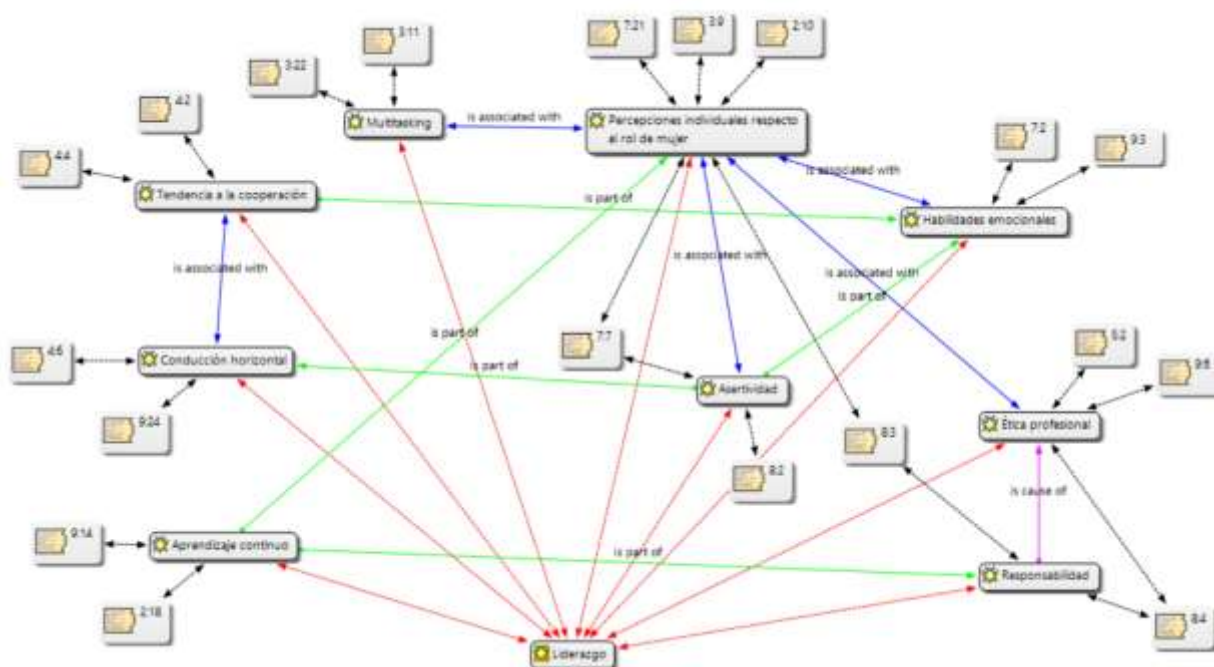 3:11
7:21
3:9
2:10
3:22
4:2
Multitasking
is associated with
Percepciones individuales respecto
al rol de mujer
7:2
9:3
4:4
Tendencia a la cooperación
is part of
is associated with
Habilidades emocionales
is associated with
is associated with
is associated with
is part of
4:6
Conducción horizontal
is part of
is part of
7:7
Asertividad
9:24
8:3
Ética profesional
8:2
is cause of
9:14
Aprendizaje continuo
is part of
Responsabilidad
2:18
8:4
Liderazgo